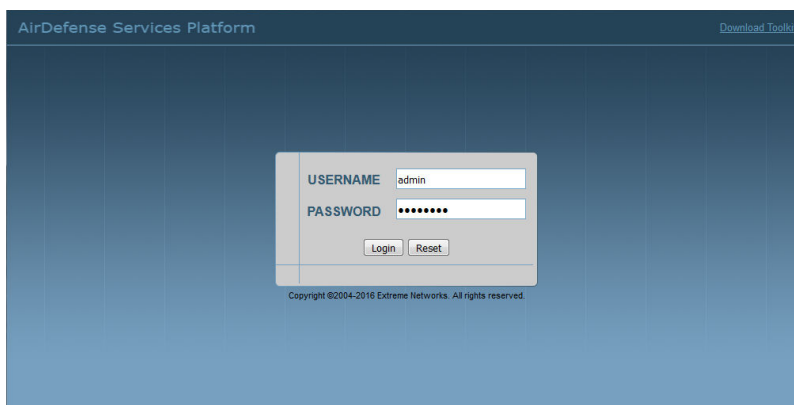 AirDefense Services Platform
Download Toolki
USERNAME admin
PASSWORD ••••••••
Login Reset
Copyright ©2004-2016 Extreme Networks. All rights reserved.